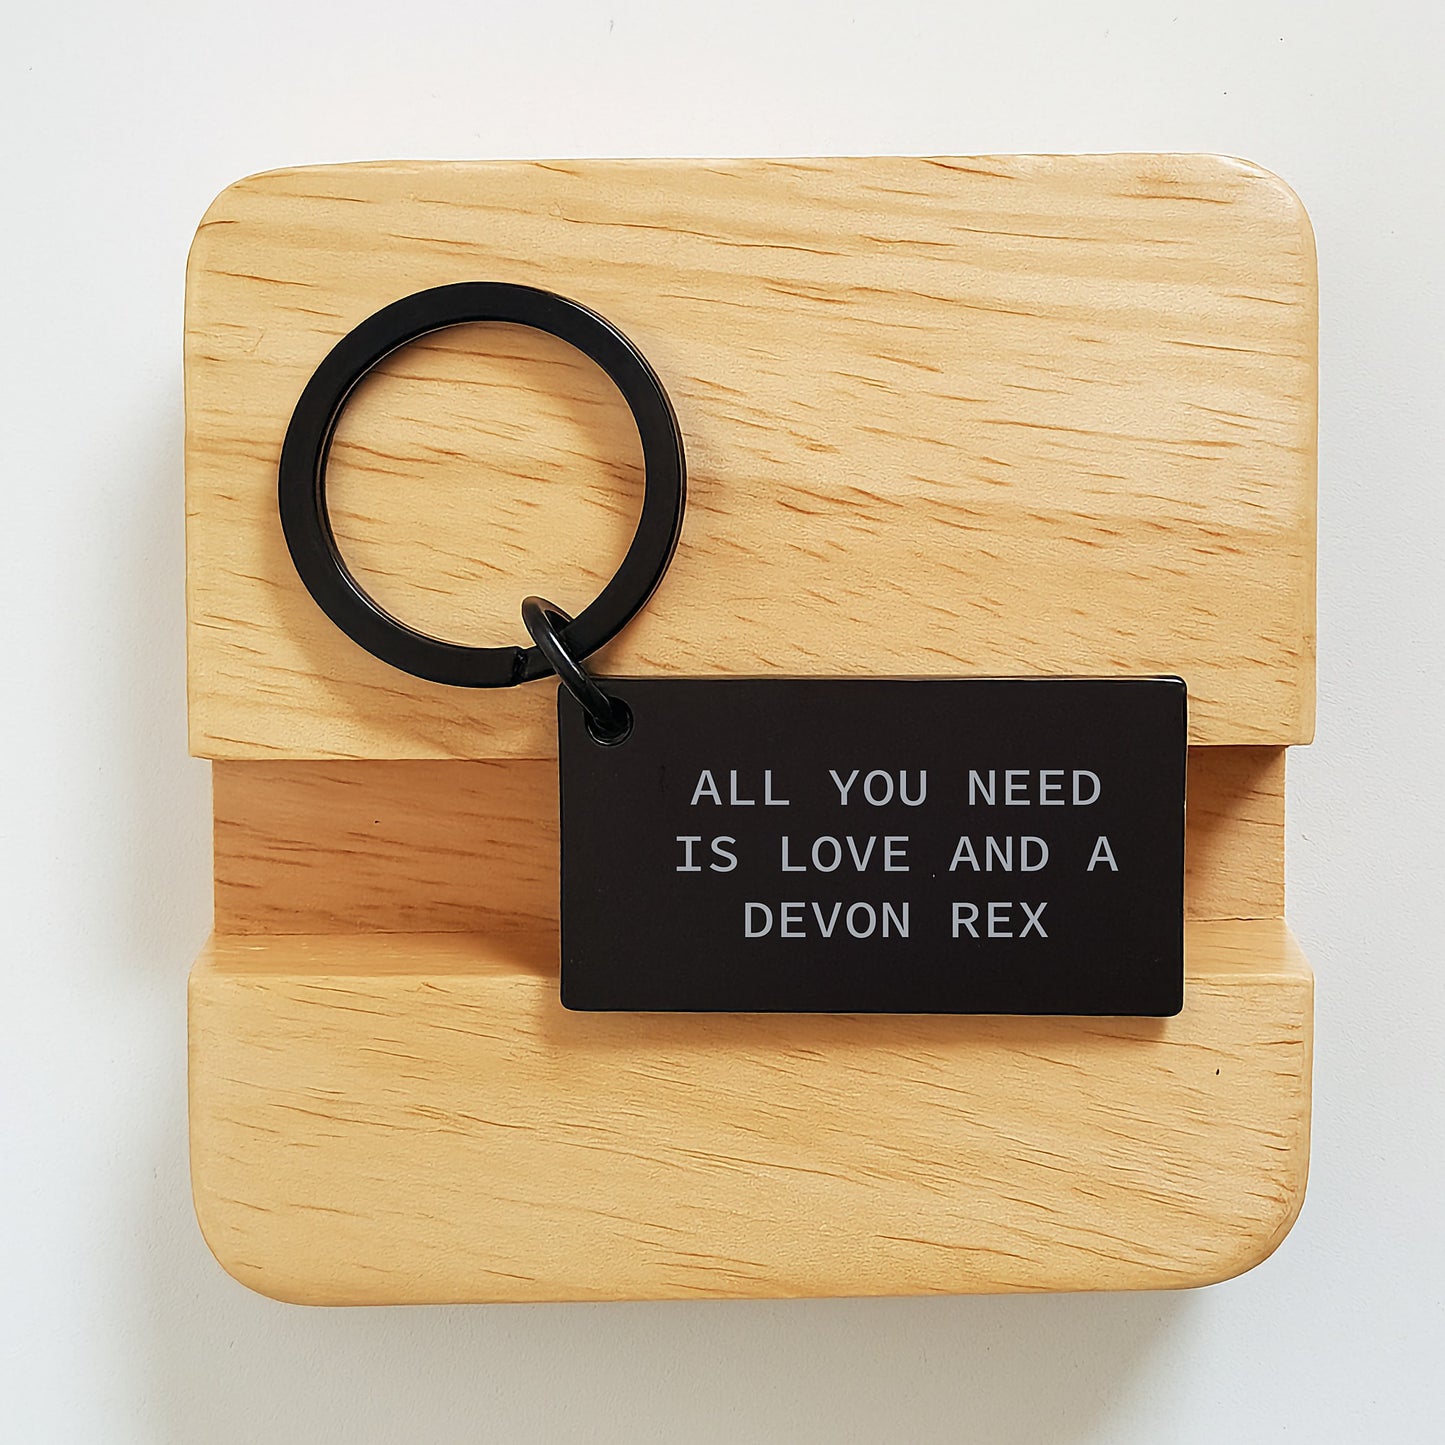 ALL YOU NEED
IS LOVE AND A
DEVON REX